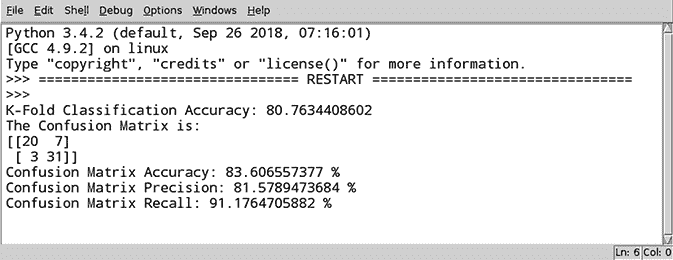 File Edit Shell Debug Options Windows Help
Python 3.4.2 (default, Sep 26 2018, 07:16:01)
[GCC 4.9.2] on linux
Type "copyright", "credits" or "license()" for more information.
>>> ================================ RESTART ================================
>>>
K-Fold Classification Accuracy: 80.7634408602
The Confusion Matrix is:
[[20  7]
 [ 3 31]]
Confusion Matrix Accuracy: 83.606557377 %
Confusion Matrix Precision: 81.5789473684 %
Confusion Matrix Recall: 91.1764705882 %
Ln: 6 Col: 0